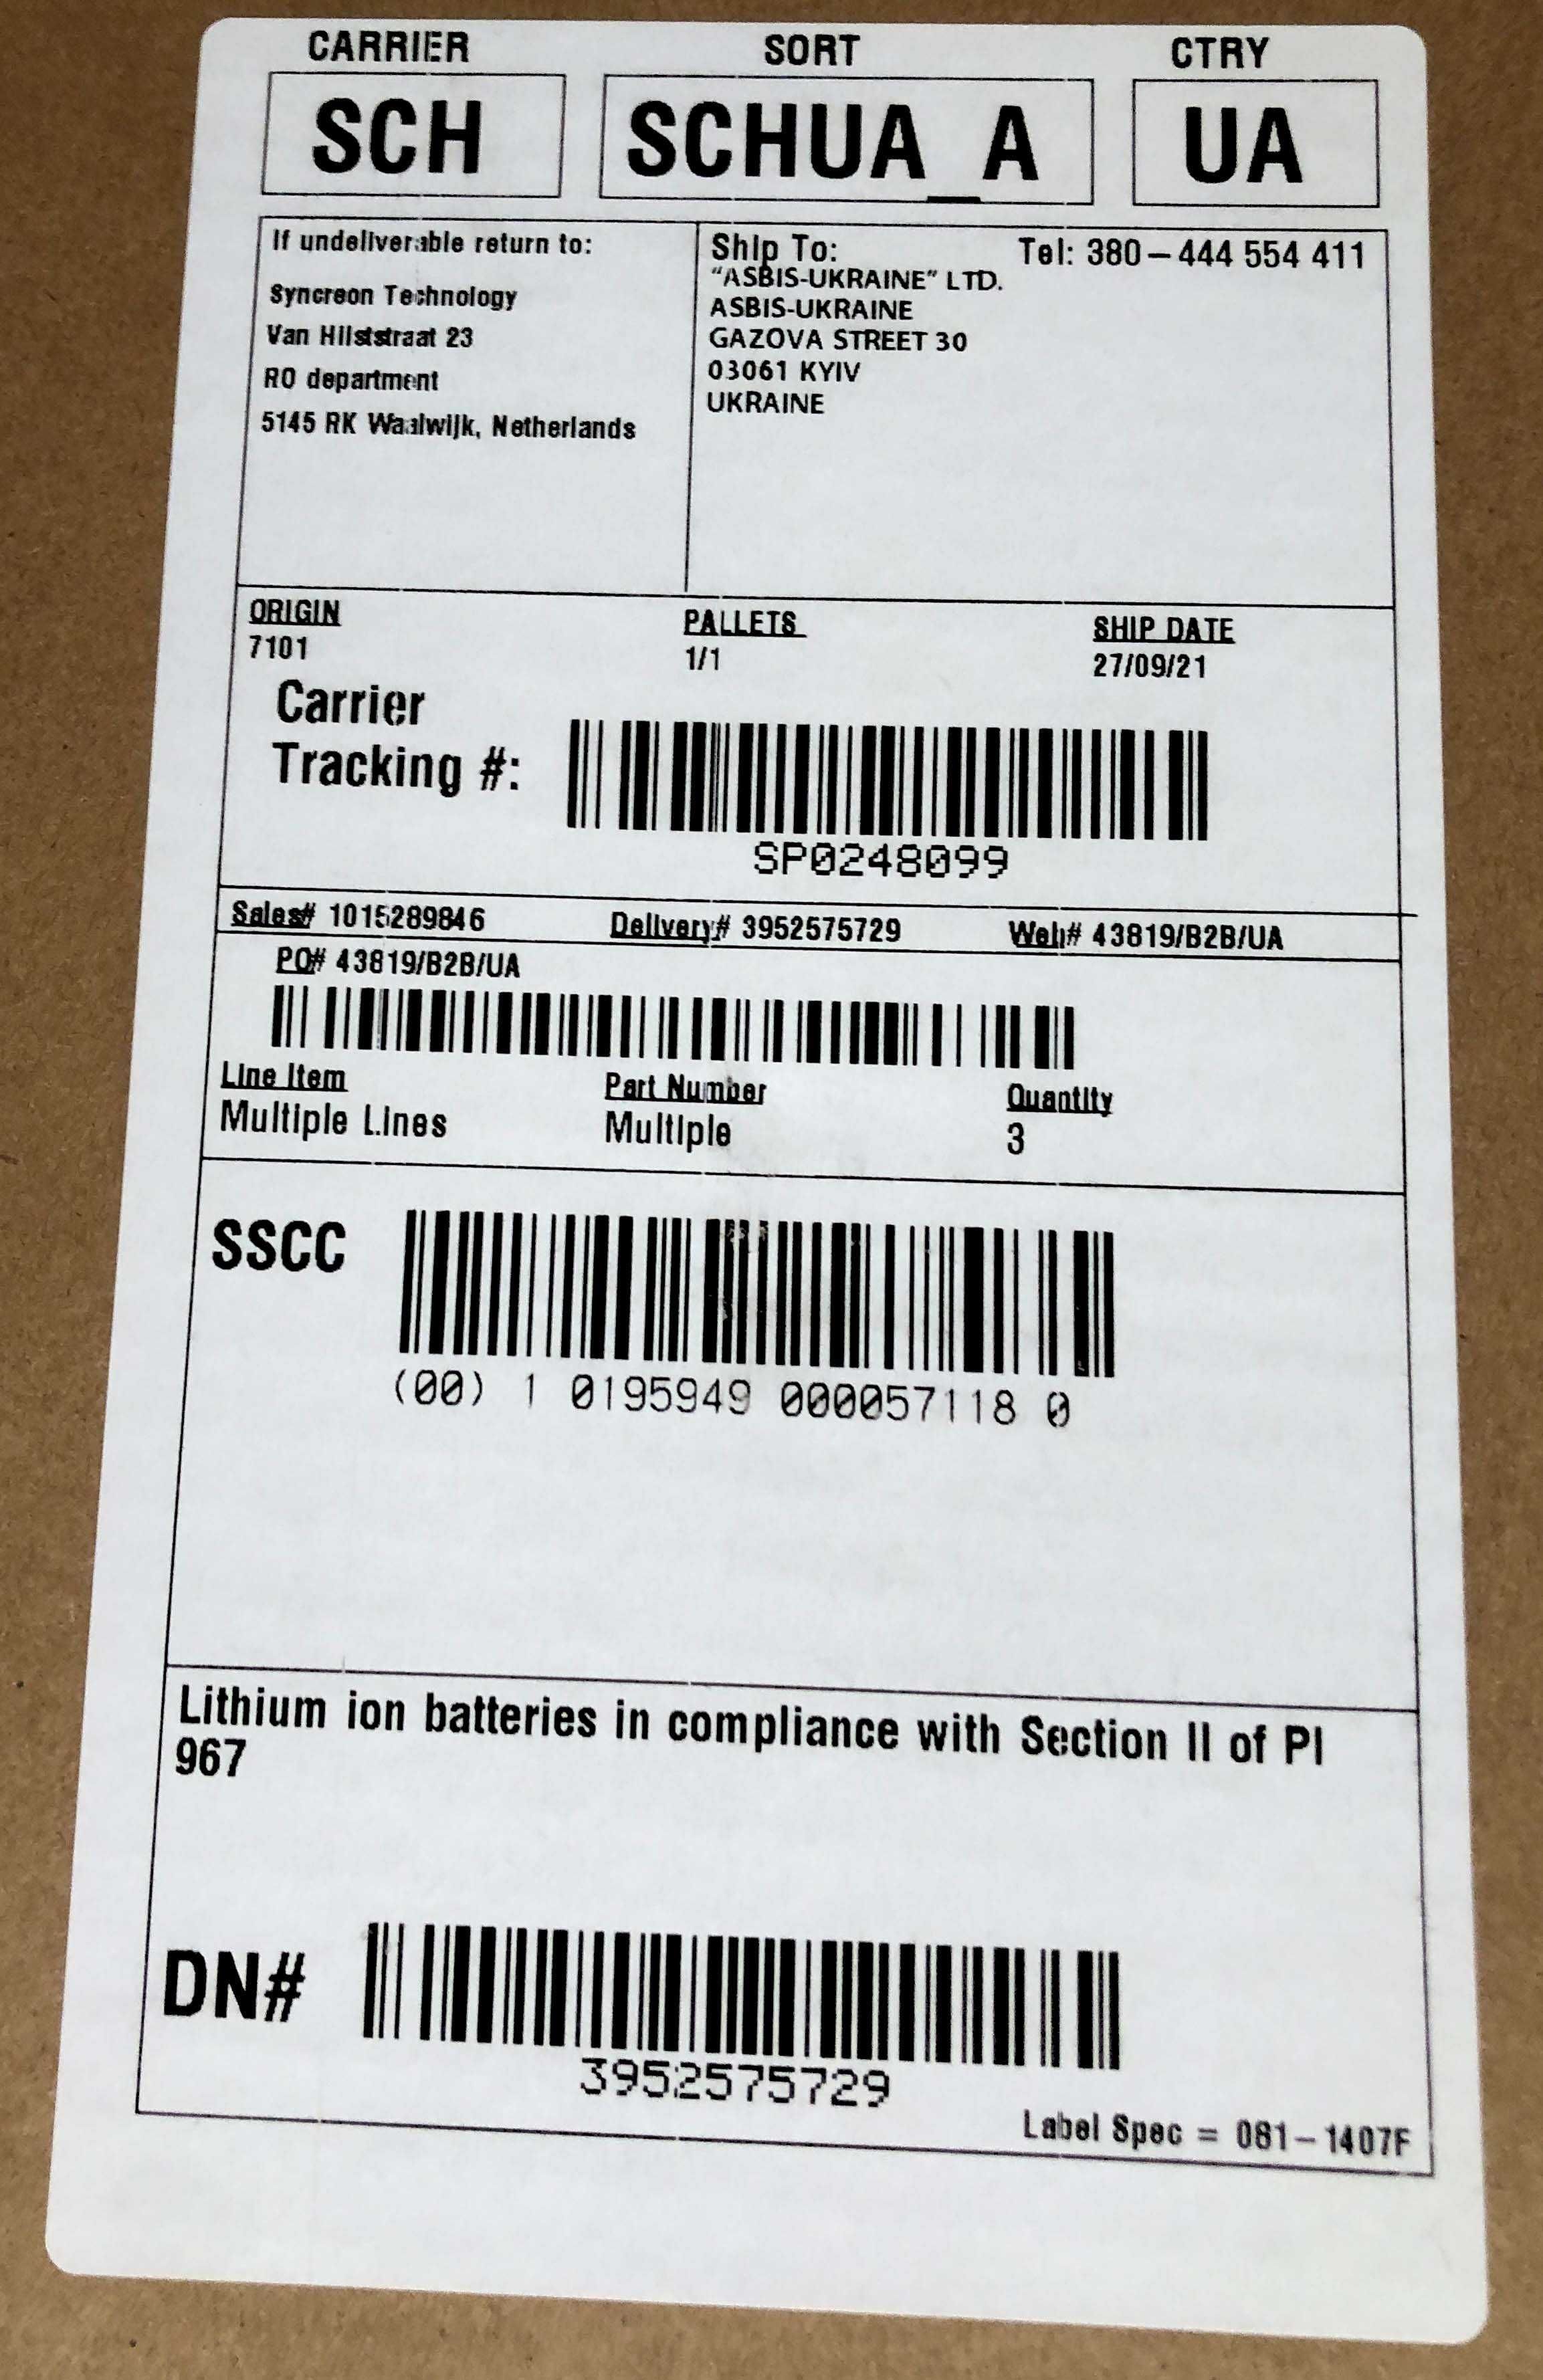 CARRIER SORT CTRY
SCH SCHUA_A UA
If undeliverable return to:
Syncreon Technology
Van Hilststraat 23
RO department
5145 RK Waalwijk, Netherlands
Ship To: Tel: 380-444 554 411
"ASBIS-UKRAINE" LTD.
ASBIS-UKRAINE
GAZOVA STREET 30
03061 KYIV
UKRAINE
ORIGIN PALLETS SHIP DATE
7101 1/1 27/09/21
Carrier
Tracking #:
SP0248099
Sales# 1015289846 Delivery# 3952575729 Web# 43819/B2B/UA
PO# 43819/B2B/UA
Line Item Part Number Quantity
Multiple Lines Multiple 3
SSCC
(00) 1 0195949 000057118 0
Lithium ion batteries in compliance with Section II of PI
967
DN#
3952575729
Label Spec = 081-1407F